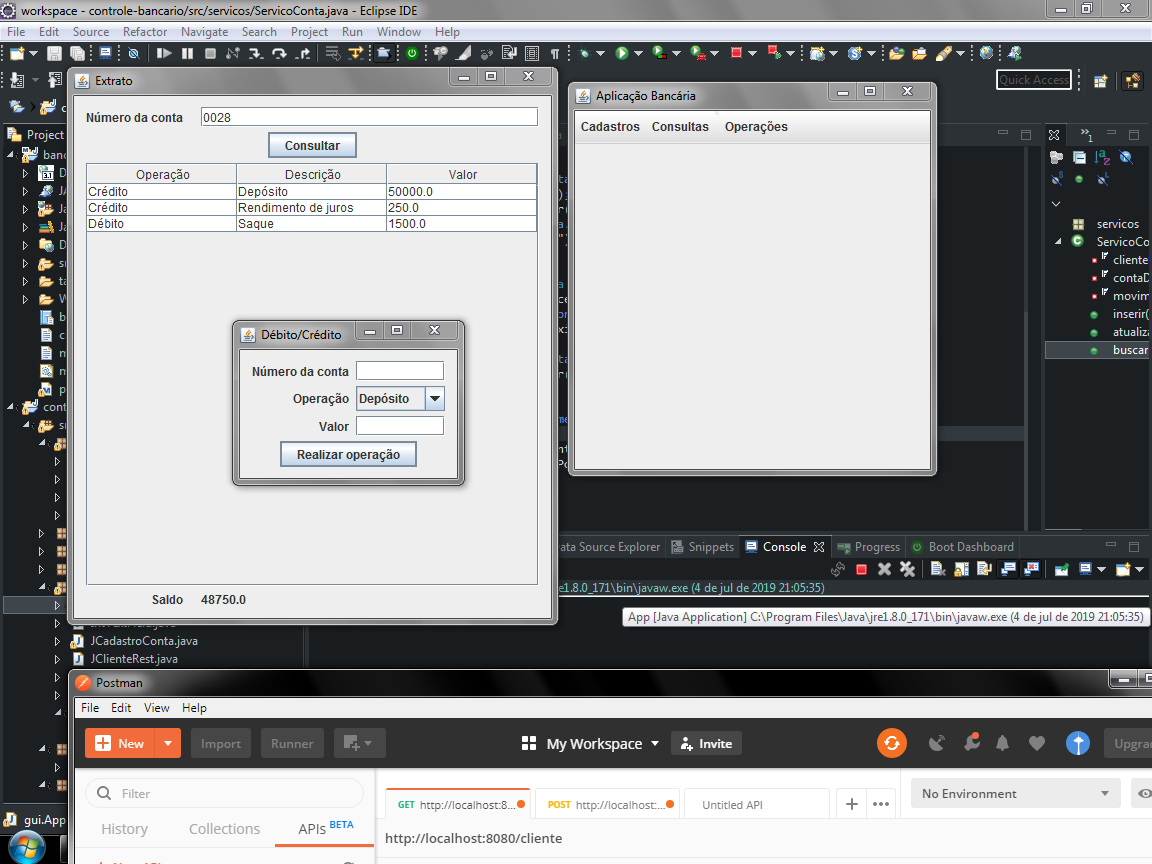 workspace - controle-bancario/src/servicos/ServicoConta.java - Eclipse IDE
File Edit Source Refactor Navigate Search Project Run Window Help
Quick Access
Extrato
Número da conta 0028
Consultar
Operação Descrição Valor
Crédito Depósito 50000.0
Crédito Rendimento de juros 250.0
Débito Saque 1500.0
Saldo 48750.0
Débito/Crédito
Número da conta
Operação Depósito
Valor
Realizar operação
Aplicação Bancária
Cadastros Consultas Operações
Project
servicos
ServicoCo
cliente
contaD
movim
inserir(
atualiza
buscar
ata Source Explorer Snippets Console Progress Boot Dashboard
re1.8.0_171\bin\javaw.exe (4 de jul de 2019 21:05:35)
App [Java Application] C:\Program Files\Java\jre1.8.0_171\bin\javaw.exe (4 de jul de 2019 21:05:35)
JCadastroConta.java
JClienteRest.java
gui.App
Postman
File Edit View Help
New Import Runner My Workspace Invite Upgra
Filter
History Collections APIs BETA
GET http://localhost:8... POST http://localhost:... Untitled API
No Environment
http://localhost:8080/cliente